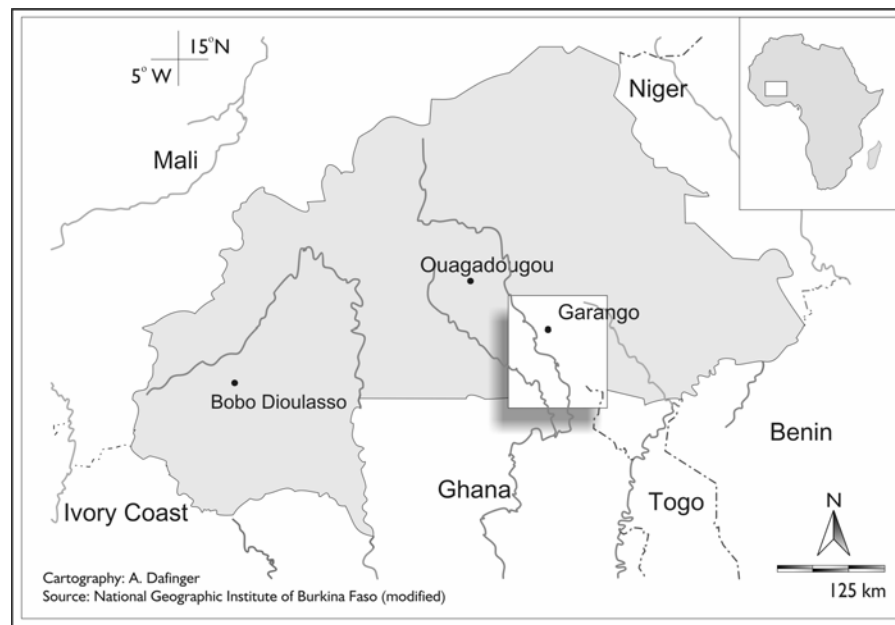 15°N
5° W
Niger
Mali
Ouagadougou
Garango
Bobo Dioulasso
Benin
Ghana
Togo
Ivory Coast
N
Cartography: A. Dafinger
Source: National Geographic Institute of Burkina Faso (modified)
125 km